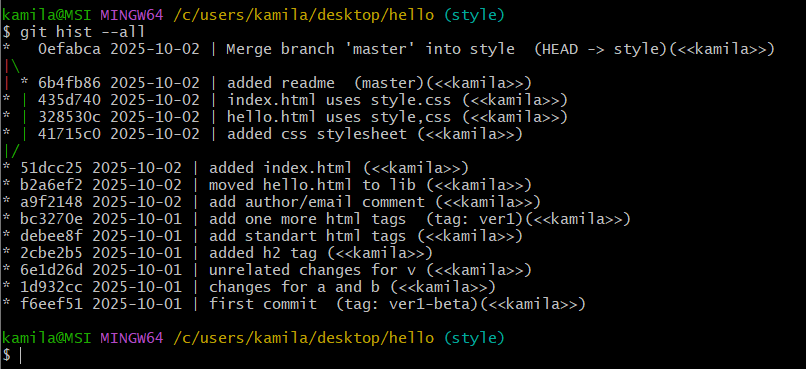 kamila@MSI MINGW64 /c/users/kamila/desktop/hello (style)
$ git hist --all
*   0efabca 2025-10-02 | Merge branch 'master' into style  (HEAD -> style)(<<kamila>>)
|\
| * 6b4fb86 2025-10-02 | added readme  (master)(<<kamila>>)
* | 435d740 2025-10-02 | index.html uses style.css (<<kamila>>)
* | 328530c 2025-10-02 | hello.html uses style,css (<<kamila>>)
* | 41715c0 2025-10-02 | added css stylesheet (<<kamila>>)
|/
* 51dcc25 2025-10-02 | added index.html (<<kamila>>)
* b2a6ef2 2025-10-02 | moved hello.html to lib (<<kamila>>)
* a9f2148 2025-10-02 | add author/email comment (<<kamila>>)
* bc3270e 2025-10-01 | add one more html tags  (tag: ver1)(<<kamila>>)
* debee8f 2025-10-01 | add standart html tags (<<kamila>>)
* 2cbe2b5 2025-10-01 | added h2 tag (<<kamila>>)
* 6e1d26d 2025-10-01 | unrelated changes for v (<<kamila>>)
* 1d932cc 2025-10-01 | changes for a and b (<<kamila>>)
* f6eef51 2025-10-01 | first commit  (tag: ver1-beta)(<<kamila>>)
kamila@MSI MINGW64 /c/users/kamila/desktop/hello (style)
$